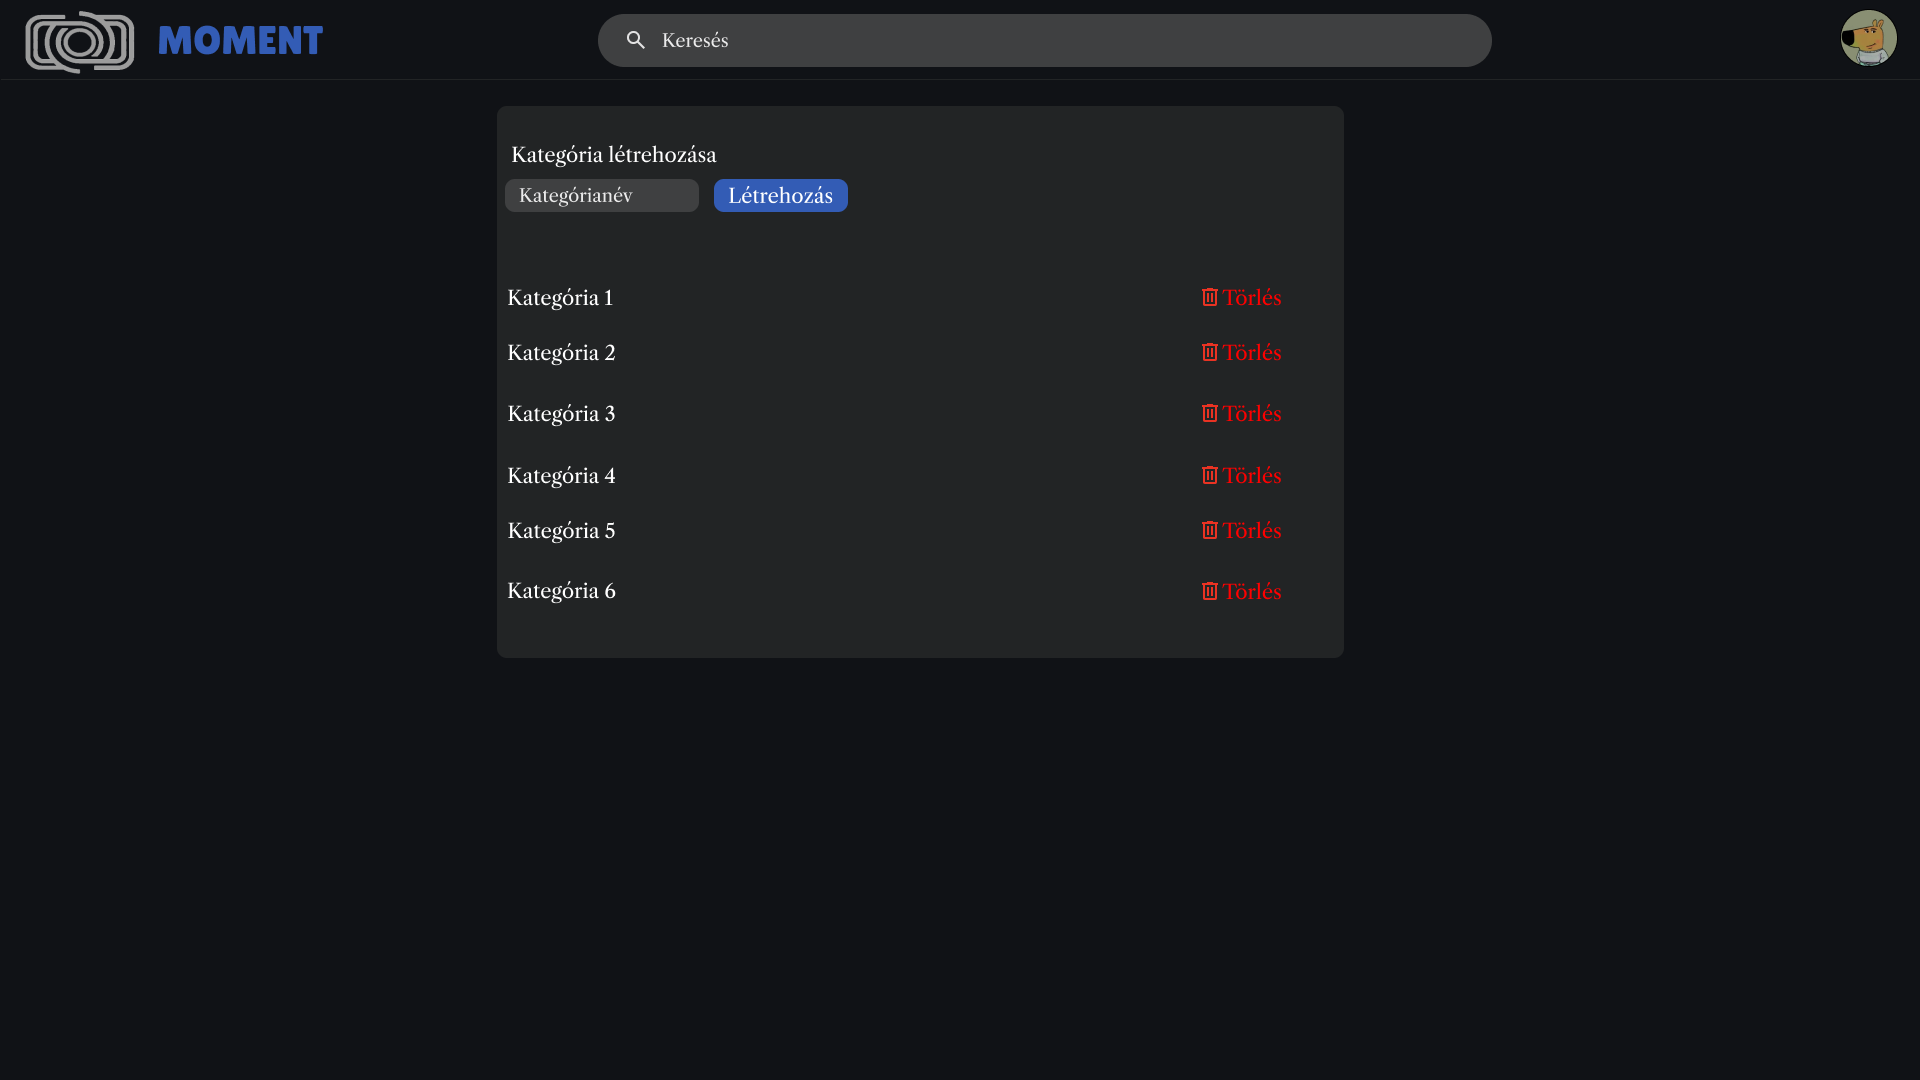 MOMENT
Keresés
Kategória létrehozása
Kategórianév
Létrehozás
Kategória 1
Törlés
Kategória 2
Törlés
Kategória 3
Törlés
Kategória 4
Törlés
Kategória 5
Törlés
Kategória 6
Törlés